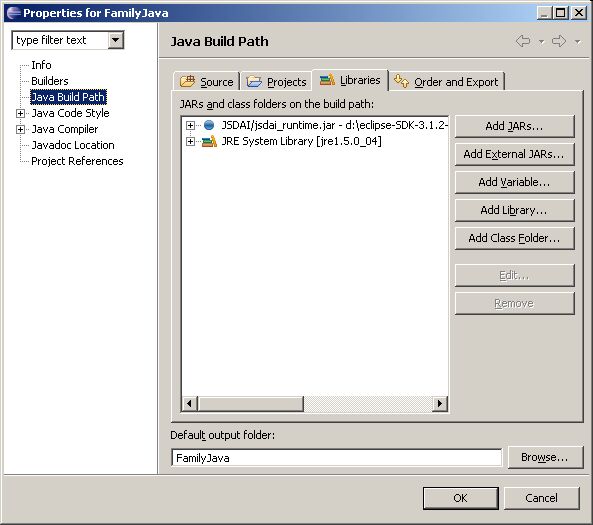 Properties for FamilyJava
type filter text
Info
Builders
Java Build Path
Java Code Style
Java Compiler
Javadoc Location
Project References
Java Build Path
Source
Projects
Libraries
Order and Export
JARs and class folders on the build path:
JSDAI/jsdai_runtime.jar - d:\eclipse-SDK-3.1.2-
JRE System Library [jre1.5.0_04]
Add JARs...
Add External JARs...
Add Variable...
Add Library...
Add Class Folder...
Edit...
Remove
Default output folder:
FamilyJava
Browse...
OK
Cancel